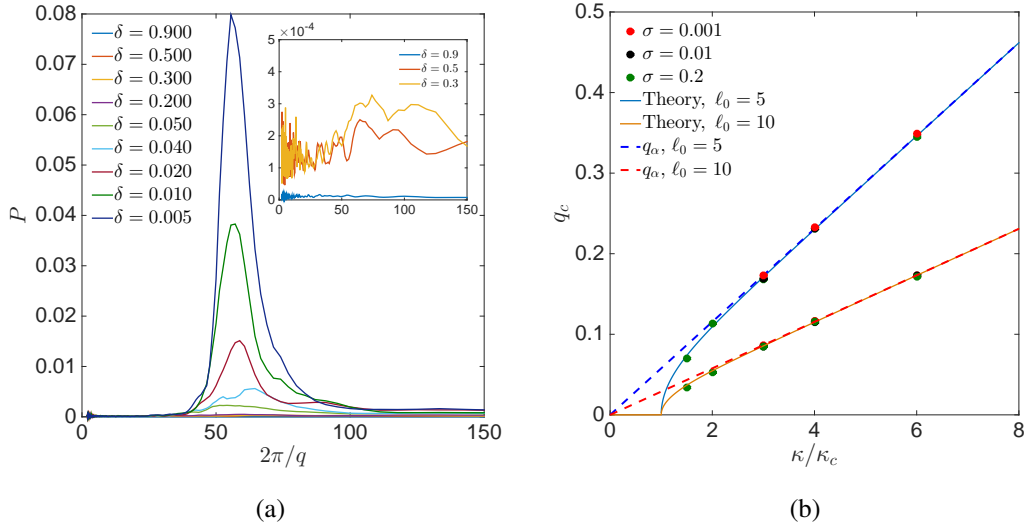 0.08
0.07
0.06
0.05
0.04
0.03
0.02
0.01
0
P
δ = 0.900
δ = 0.500
δ = 0.300
δ = 0.200
δ = 0.050
δ = 0.040
δ = 0.020
δ = 0.010
δ = 0.005
×10⁻⁴
5
4
3
2
1
0
δ = 0.9
δ = 0.5
δ = 0.3
50
100
150
0
50
100
150
2π/q
(a)
0.5
0.4
0.3
0.2
0.1
0
q_c
σ = 0.001
σ = 0.01
σ = 0.2
Theory, ℓ₀ = 5
Theory, ℓ₀ = 10
q_α, ℓ₀ = 5
q_α, ℓ₀ = 10
0
2
4
6
8
κ/κ_c
(b)